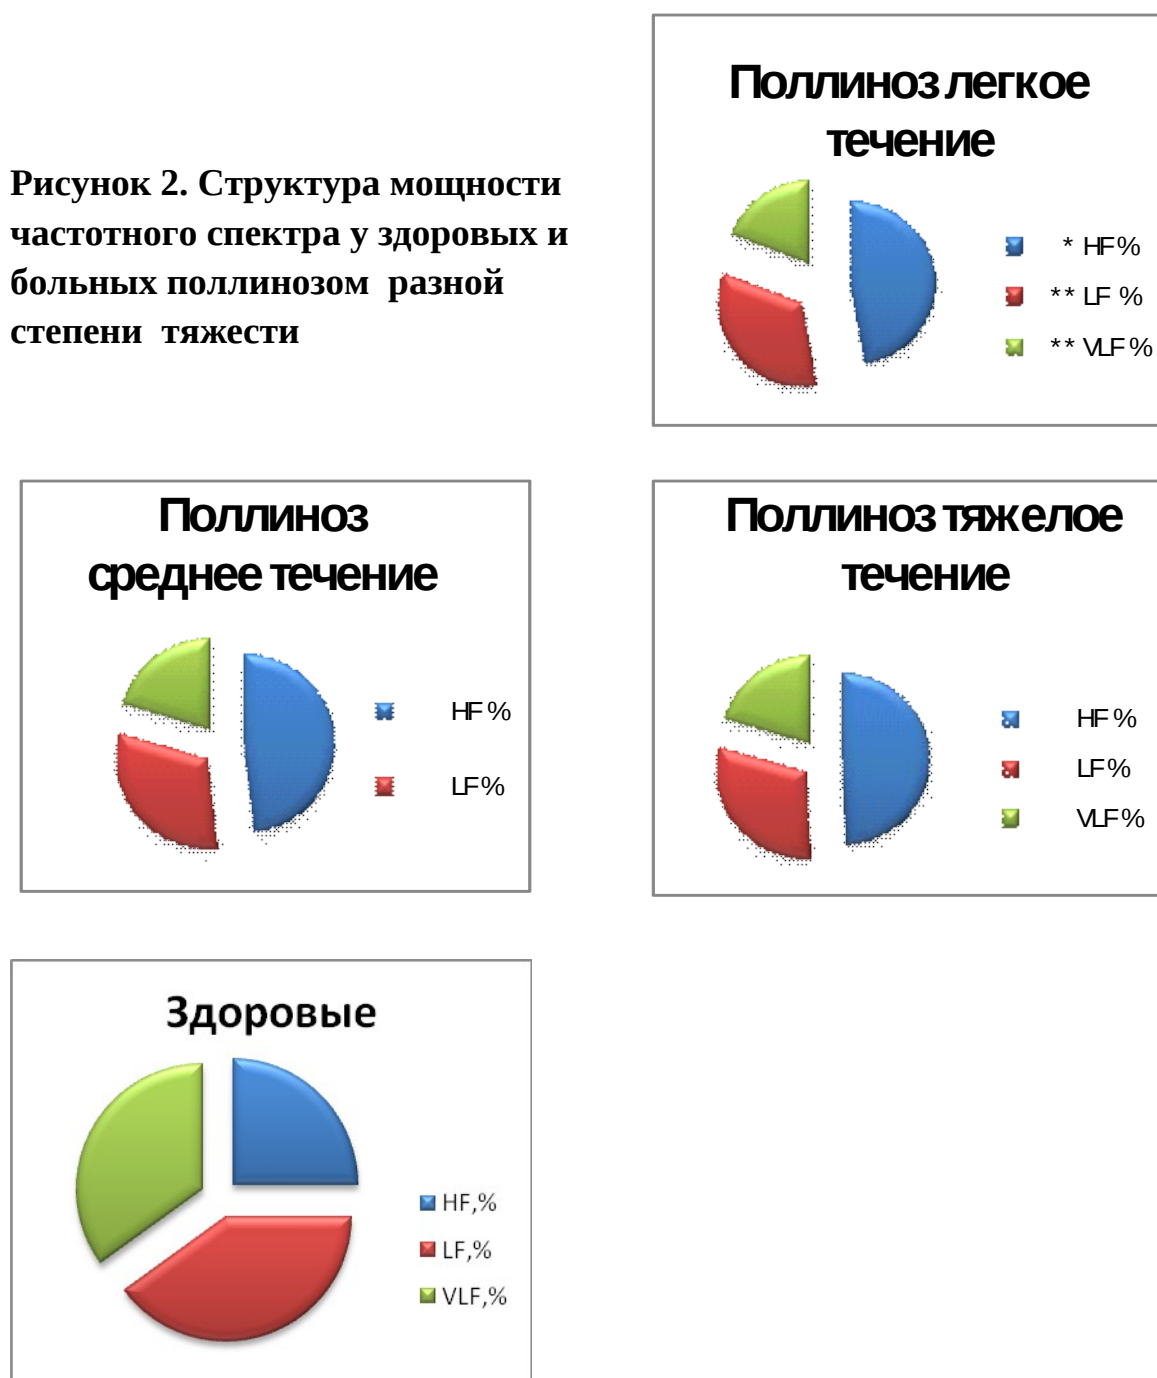 Рисунок 2. Структура мощности
частотного спектра у здоровых и
больных поллинозом разной
степени тяжести
Поллиноз легкое
течение
* HF%
** LF %
** VLF%
Поллиноз
среднее течение
HF%
LF%
Поллиноз тяжелое
течение
HF%
LF%
VLF%
Здоровые
HF,%
LF,%
VLF,%